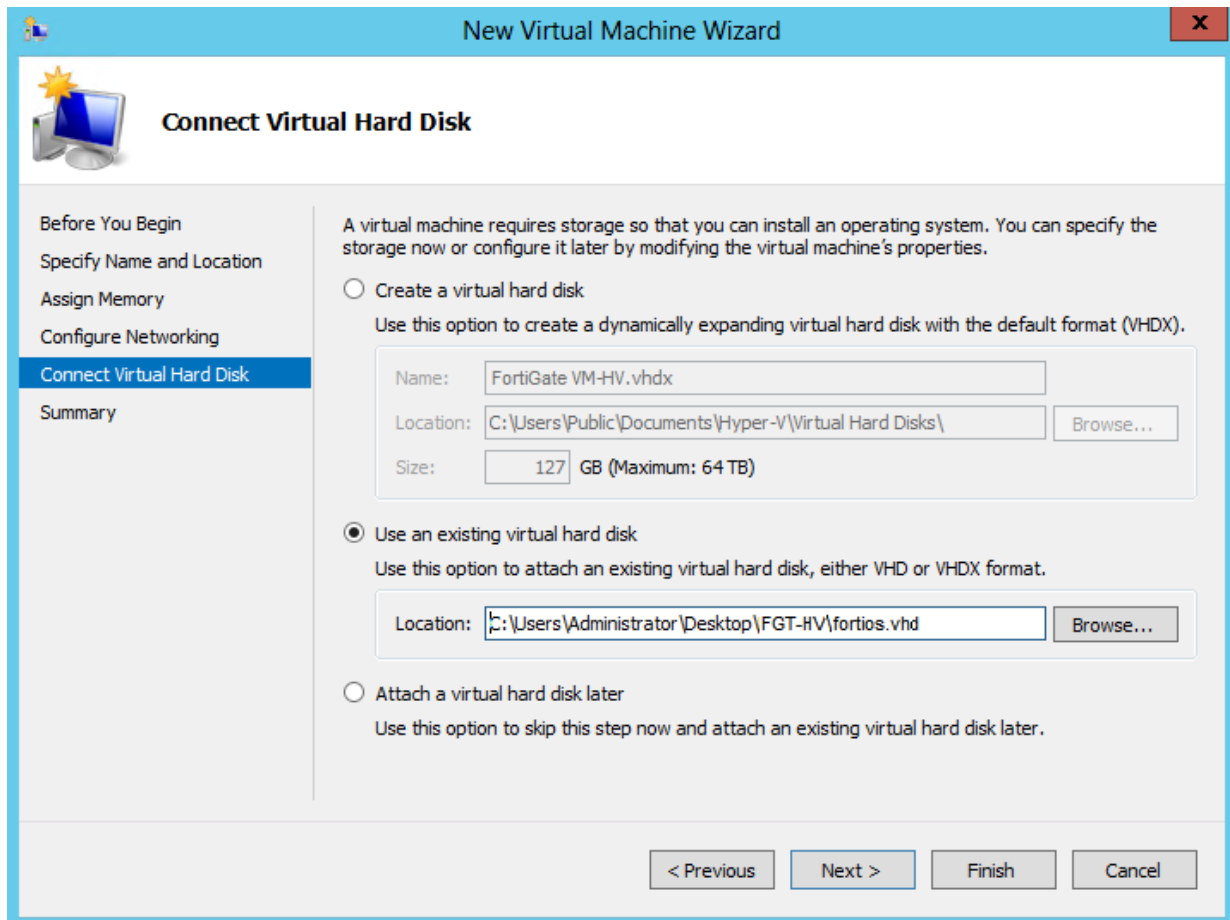 New Virtual Machine Wizard
x
Connect Virtual Hard Disk
Before You Begin
Specify Name and Location
Assign Memory
Configure Networking
Connect Virtual Hard Disk
Summary
A virtual machine requires storage so that you can install an operating system. You can specify the
storage now or configure it later by modifying the virtual machine's properties.
Create a virtual hard disk
Use this option to create a dynamically expanding virtual hard disk with the default format (VHDX).
Name: FortiGate VM-HV.vhdx
Location: C:\Users\Public\Documents\Hyper-V\Virtual Hard Disks\ Browse...
Size: 127 GB (Maximum: 64 TB)
Use an existing virtual hard disk
Use this option to attach an existing virtual hard disk, either VHD or VHDX format.
Location: C:\Users\Administrator\Desktop\FGT-HV\fortios.vhd Browse...
Attach a virtual hard disk later
Use this option to skip this step now and attach an existing virtual hard disk later.
< Previous Next > Finish Cancel